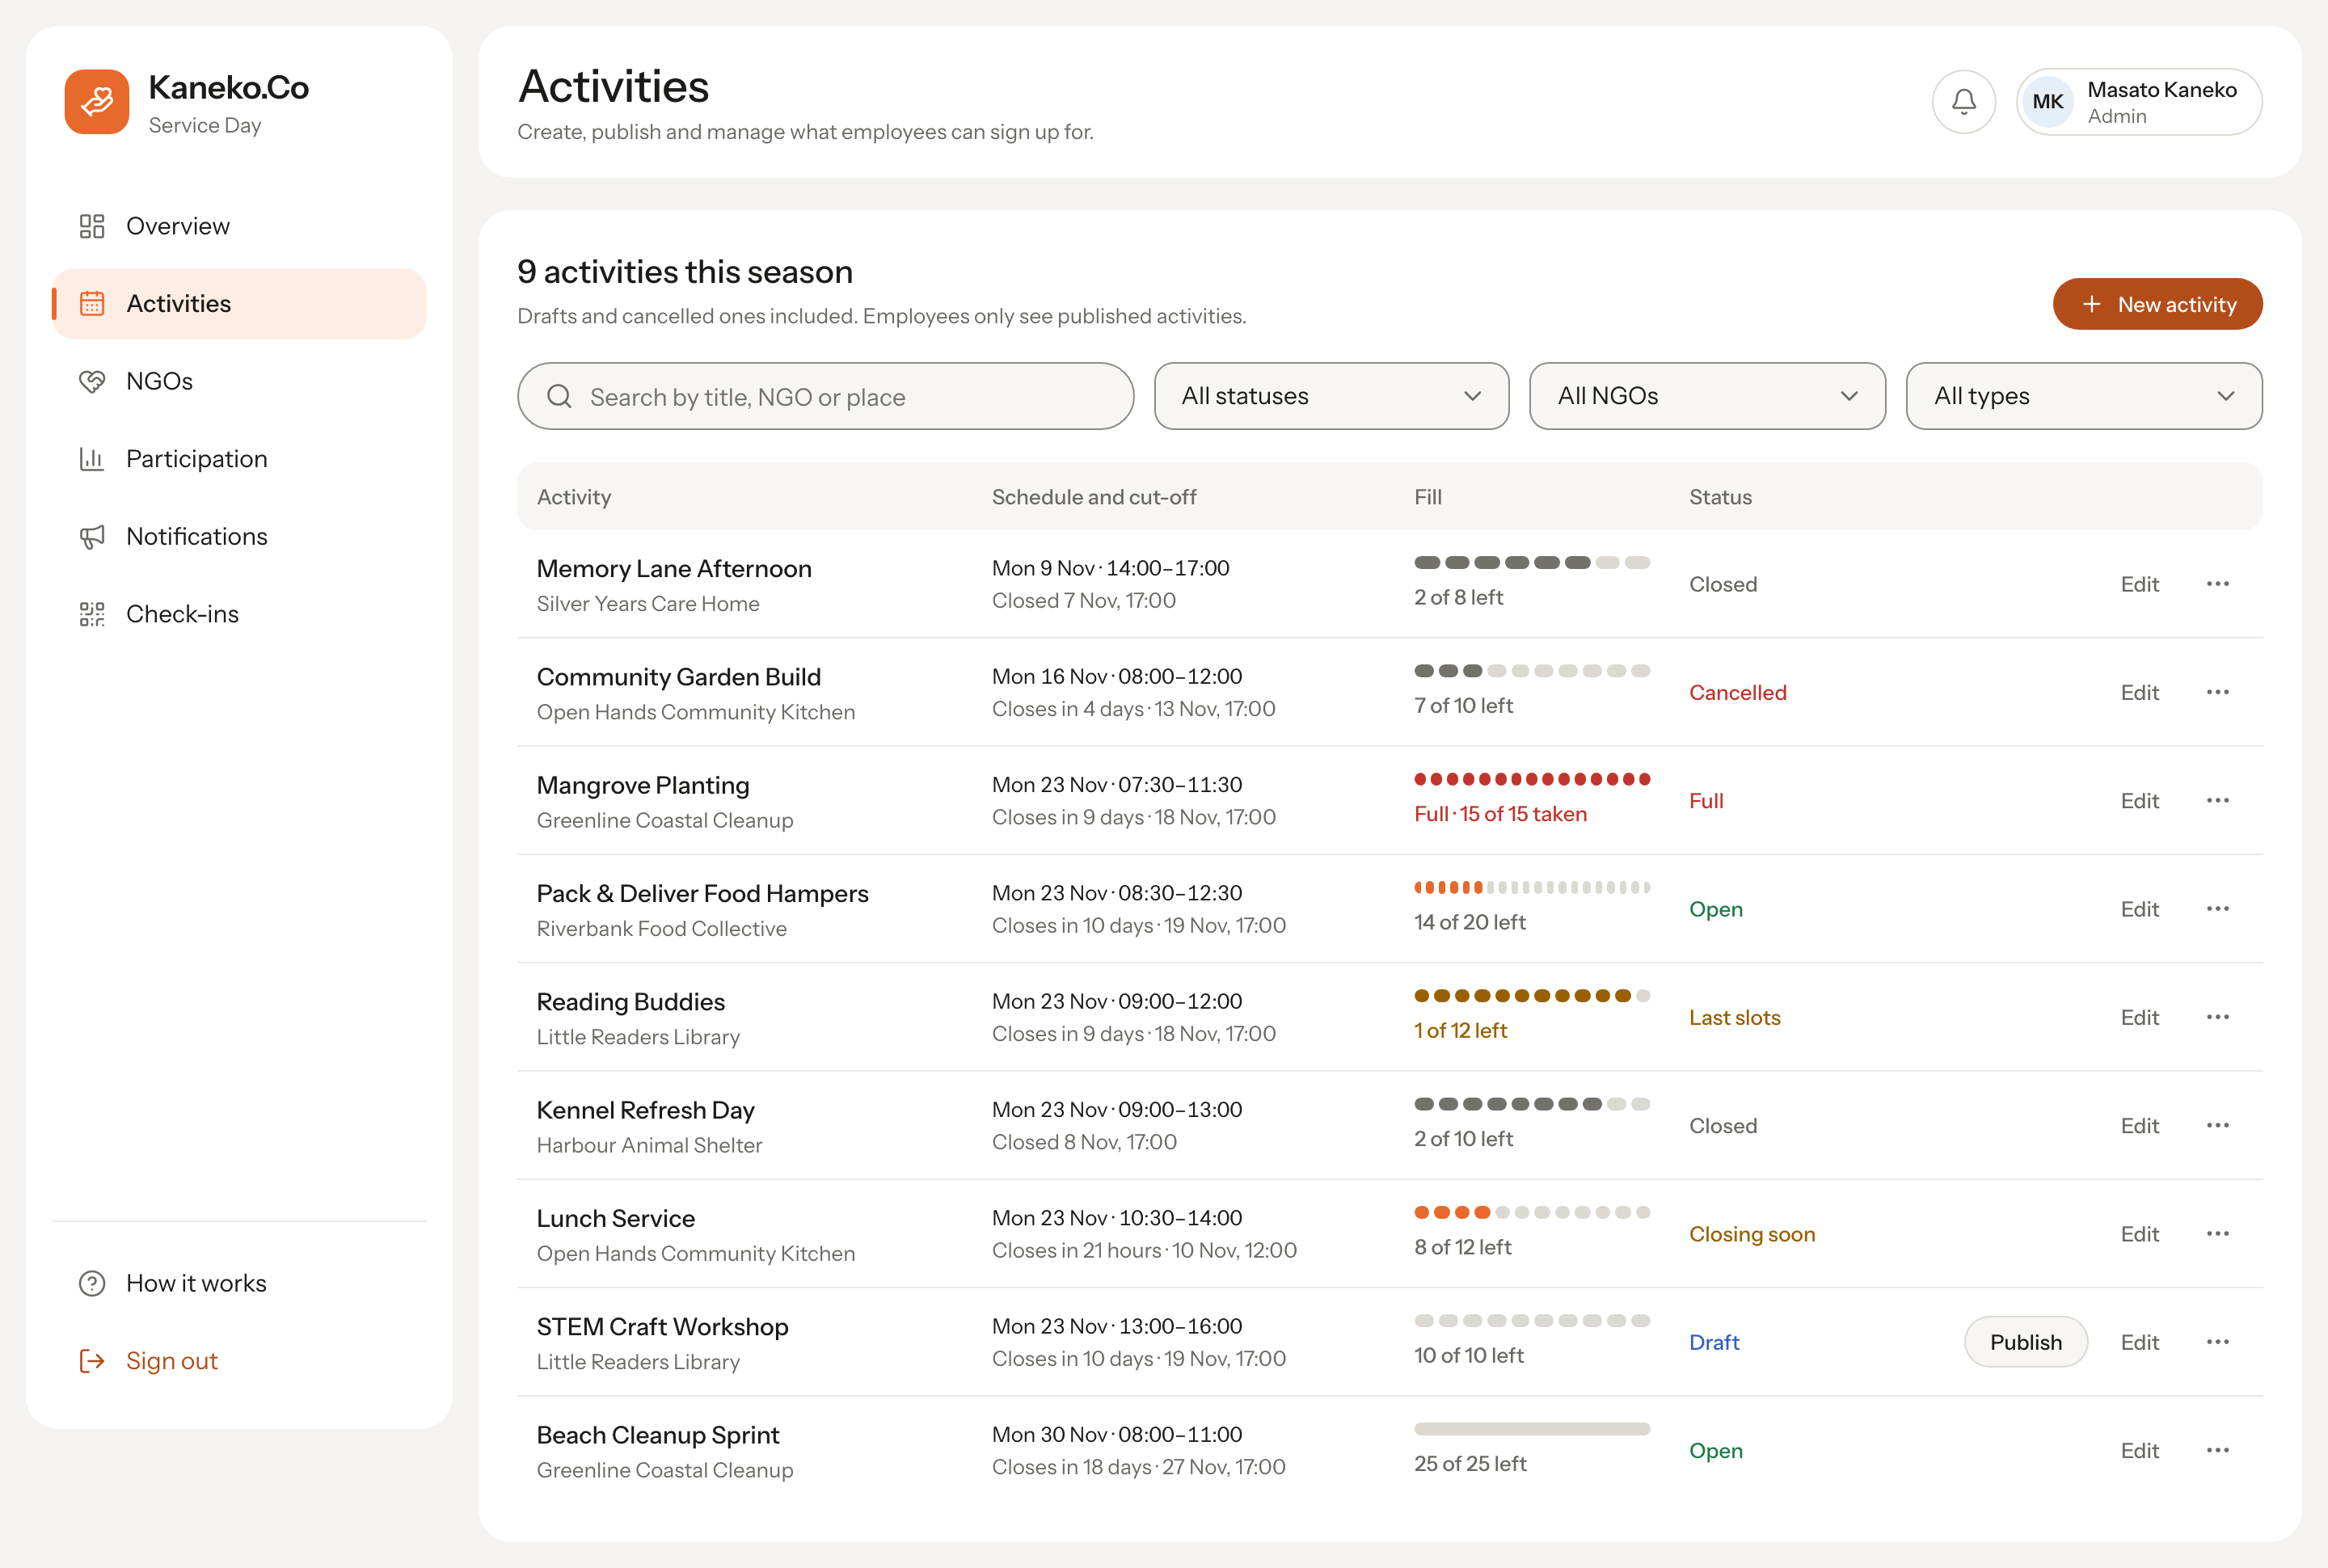 Kaneko.Co
Service Day
Overview
Activities
NGOs
Participation
Notifications
Check-ins
How it works
Sign out
Activities
Create, publish and manage what employees can sign up for.
MK
Masato Kaneko
Admin
9 activities this season
Drafts and cancelled ones included. Employees only see published activities.
New activity
Search by title, NGO or place
All statuses
All NGOs
All types
Activity Schedule and cut-off Fill Status
Memory Lane Afternoon
Silver Years Care Home
Mon 9 Nov · 14:00–17:00
Closed 7 Nov, 17:00
2 of 8 left
Closed
Edit
Community Garden Build
Open Hands Community Kitchen
Mon 16 Nov · 08:00–12:00
Closes in 4 days · 13 Nov, 17:00
7 of 10 left
Cancelled
Edit
Mangrove Planting
Greenline Coastal Cleanup
Mon 23 Nov · 07:30–11:30
Closes in 9 days · 18 Nov, 17:00
Full · 15 of 15 taken
Full
Edit
Pack & Deliver Food Hampers
Riverbank Food Collective
Mon 23 Nov · 08:30–12:30
Closes in 10 days · 19 Nov, 17:00
14 of 20 left
Open
Edit
Reading Buddies
Little Readers Library
Mon 23 Nov · 09:00–12:00
Closes in 9 days · 18 Nov, 17:00
1 of 12 left
Last slots
Edit
Kennel Refresh Day
Harbour Animal Shelter
Mon 23 Nov · 09:00–13:00
Closed 8 Nov, 17:00
2 of 10 left
Closed
Edit
Lunch Service
Open Hands Community Kitchen
Mon 23 Nov · 10:30–14:00
Closes in 21 hours · 10 Nov, 12:00
8 of 12 left
Closing soon
Edit
STEM Craft Workshop
Little Readers Library
Mon 23 Nov · 13:00–16:00
Closes in 10 days · 19 Nov, 17:00
10 of 10 left
Draft
Publish
Edit
Beach Cleanup Sprint
Greenline Coastal Cleanup
Mon 30 Nov · 08:00–11:00
Closes in 18 days · 27 Nov, 17:00
25 of 25 left
Open
Edit